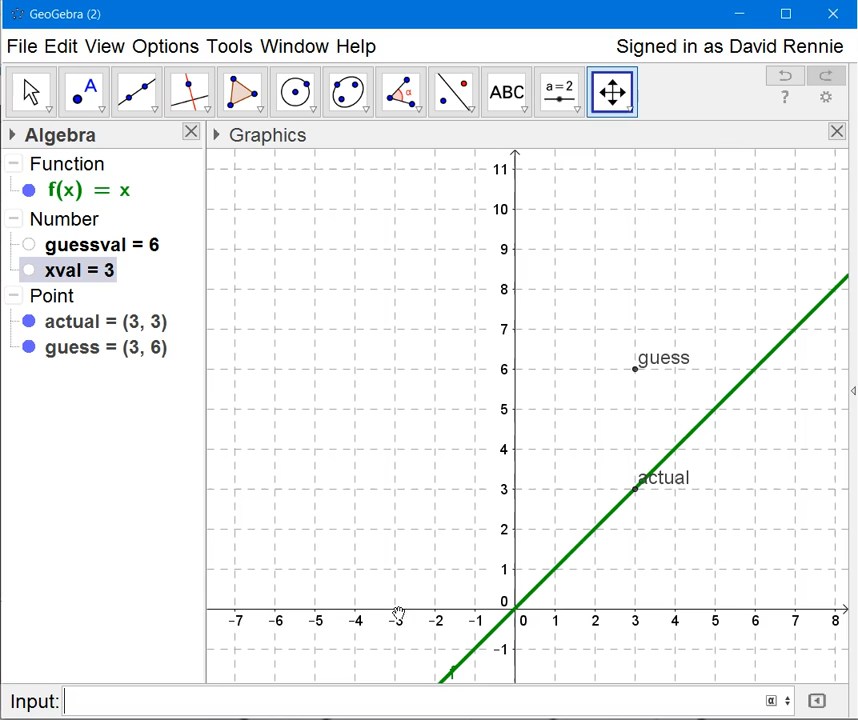 GeoGebra (2)
File Edit View Options Tools Window Help
Signed in as David Rennie
A
α
ABC
a=2
?
Algebra
Graphics
Function
f(x) = x
Number
guessval = 6
xval = 3
Point
actual = (3, 3)
guess = (3, 6)
11
10
9
8
7
guess
6
5
4
actual
3
2
1
0
-7 -6 -5 -4 -3 -2 -1 0 1 2 3 4 5 6 7 8
-1
f
Input:
α